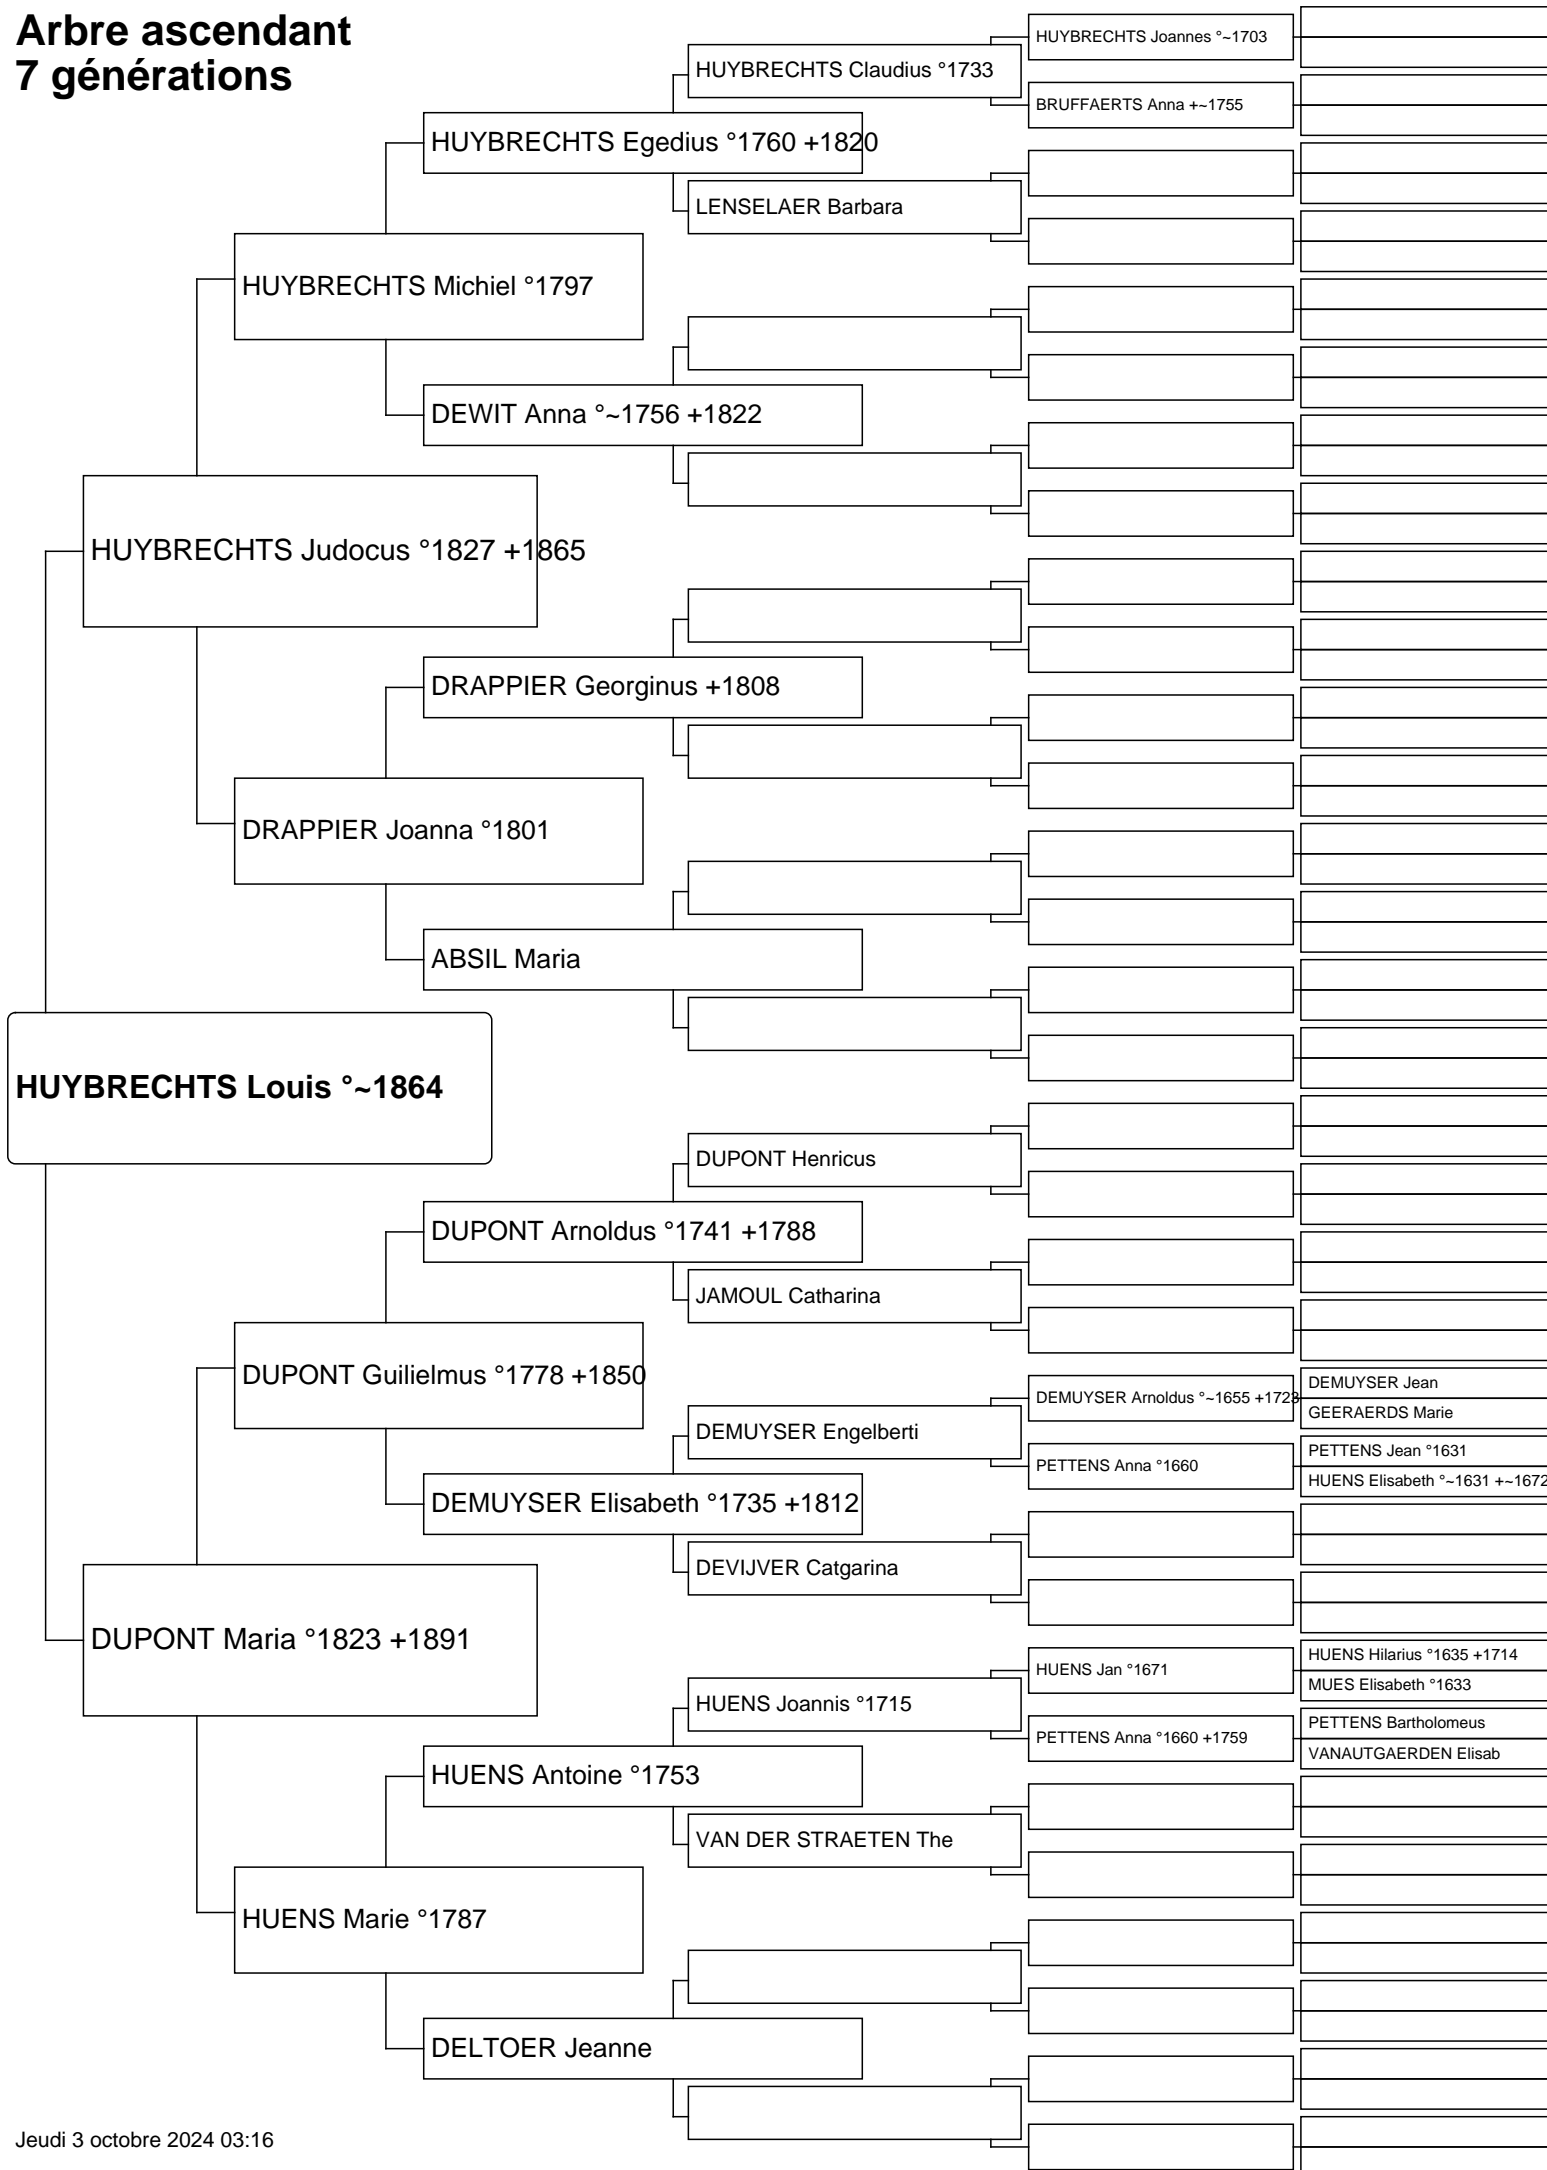 Arbre ascendant
7 générations
HUYBRECHTS Joannes °~1703
HUYBRECHTS Claudius °1733
BRUFFAERTS Anna +~1755
HUYBRECHTS Egedius °1760 +1820
LENSELAER Barbara
HUYBRECHTS Michiel °1797
DEWIT Anna °~1756 +1822
HUYBRECHTS Judocus °1827 +1865
DRAPPIER Georginus +1808
DRAPPIER Joanna °1801
ABSIL Maria
HUYBRECHTS Louis °~1864
DUPONT Henricus
DUPONT Arnoldus °1741 +1788
JAMOUL Catharina
DUPONT Guilielmus °1778 +1850
DEMUYSER Jean
DEMUYSER Arnoldus °~1655 +1723
GEERAERDS Marie
DEMUYSER Engelberti
PETTENS Jean °1631
PETTENS Anna °1660
HUENS Elisabeth °~1631 +~1672
DEMUYSER Elisabeth °1735 +1812
DEVIJVER Catgarina
DUPONT Maria °1823 +1891
HUENS Hilarius °1635 +1714
HUENS Jan °1671
MUES Elisabeth °1633
HUENS Joannis °1715
PETTENS Bartholomeus
PETTENS Anna °1660 +1759
VANAUTGAERDEN Elisab
HUENS Antoine °1753
VAN DER STRAETEN The
HUENS Marie °1787
DELTOER Jeanne
Jeudi 3 octobre 2024 03:16